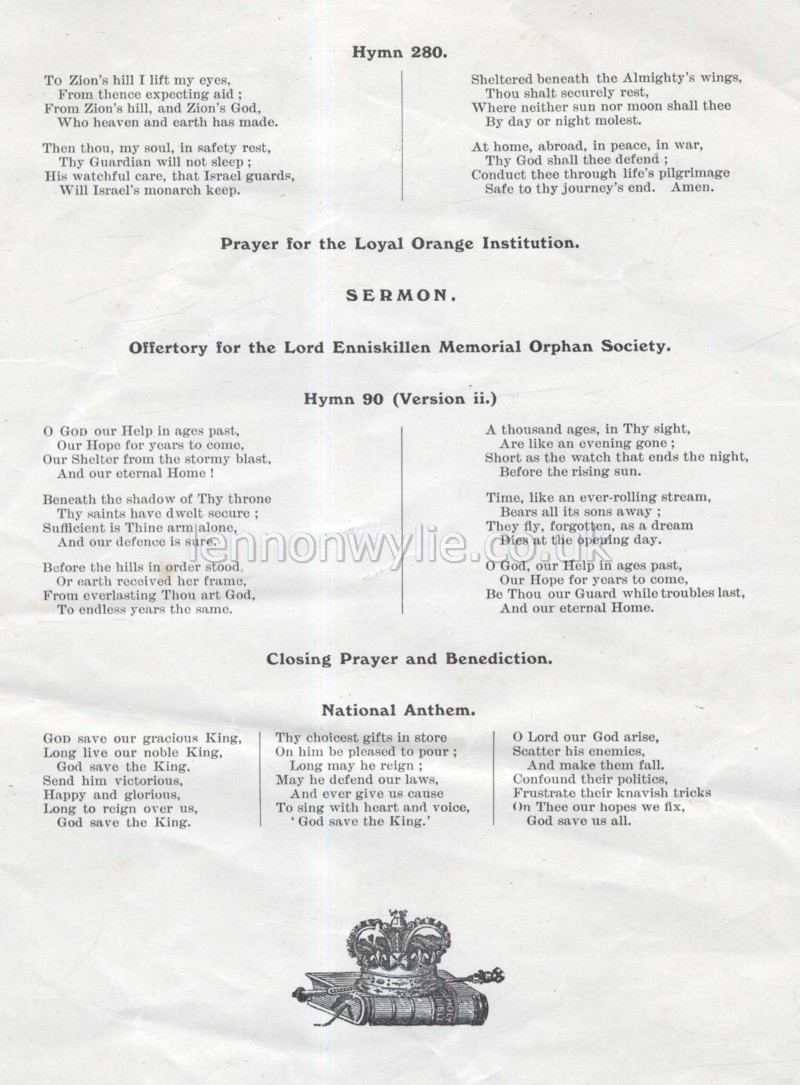 Hymn 280.
To Zion's hill I lift my eyes,
From thence expecting aid ;
From Zion's hill, and Zion's God,
Who heaven and earth has made.
Then thou, my soul, in safety rest,
Thy Guardian will not sleep ;
His watchful care, that Israel guards,
Will Israel's monarch keep.
Sheltered beneath the Almighty's wings,
Thou shalt securely rest,
Where neither sun nor moon shall thee
By day or night molest.
At home, abroad, in peace, in war,
Thy God shall thee defend ;
Conduct thee through life's pilgrimage
Safe to thy journey's end. Amen.
Prayer for the Loyal Orange Institution.
SERMON.
Offertory for the Lord Enniskillen Memorial Orphan Society.
Hymn 90 (Version ii.)
O GOD our Help in ages past,
Our Hope for years to come,
Our Shelter from the stormy blast,
And our eternal Home !
Beneath the shadow of Thy throne
Thy saints have dwelt secure ;
Sufficient is Thine arm alone,
And our defence is sure.
Before the hills in order stood
Or earth received her frame,
From everlasting Thou art God,
To endless years the same.
A thousand ages, in Thy sight,
Are like an evening gone ;
Short as the watch that ends the night,
Before the rising sun.
Time, like an ever-rolling stream,
Bears all its sons away ;
They fly, forgotten, as a dream
Dies at the opening day.
O God, our Help in ages past,
Our Hope for years to come,
Be Thou our Guard while troubles last,
And our eternal Home.
lennonwylie.co.uk
Closing Prayer and Benediction.
National Anthem.
GOD save our gracious King,
Long live our noble King,
God save the King.
Send him victorious,
Happy and glorious,
Long to reign over us,
God save the King.
Thy choicest gifts in store
On him be pleased to pour ;
Long may he reign ;
May he defend our laws,
And ever give us cause
To sing with heart and voice,
' God save the King.'
O Lord our God arise,
Scatter his enemies,
And make them fall.
Confound their politics,
Frustrate their knavish tricks
On Thee our hopes we fix,
God save us all.
HOLY
BIBLE